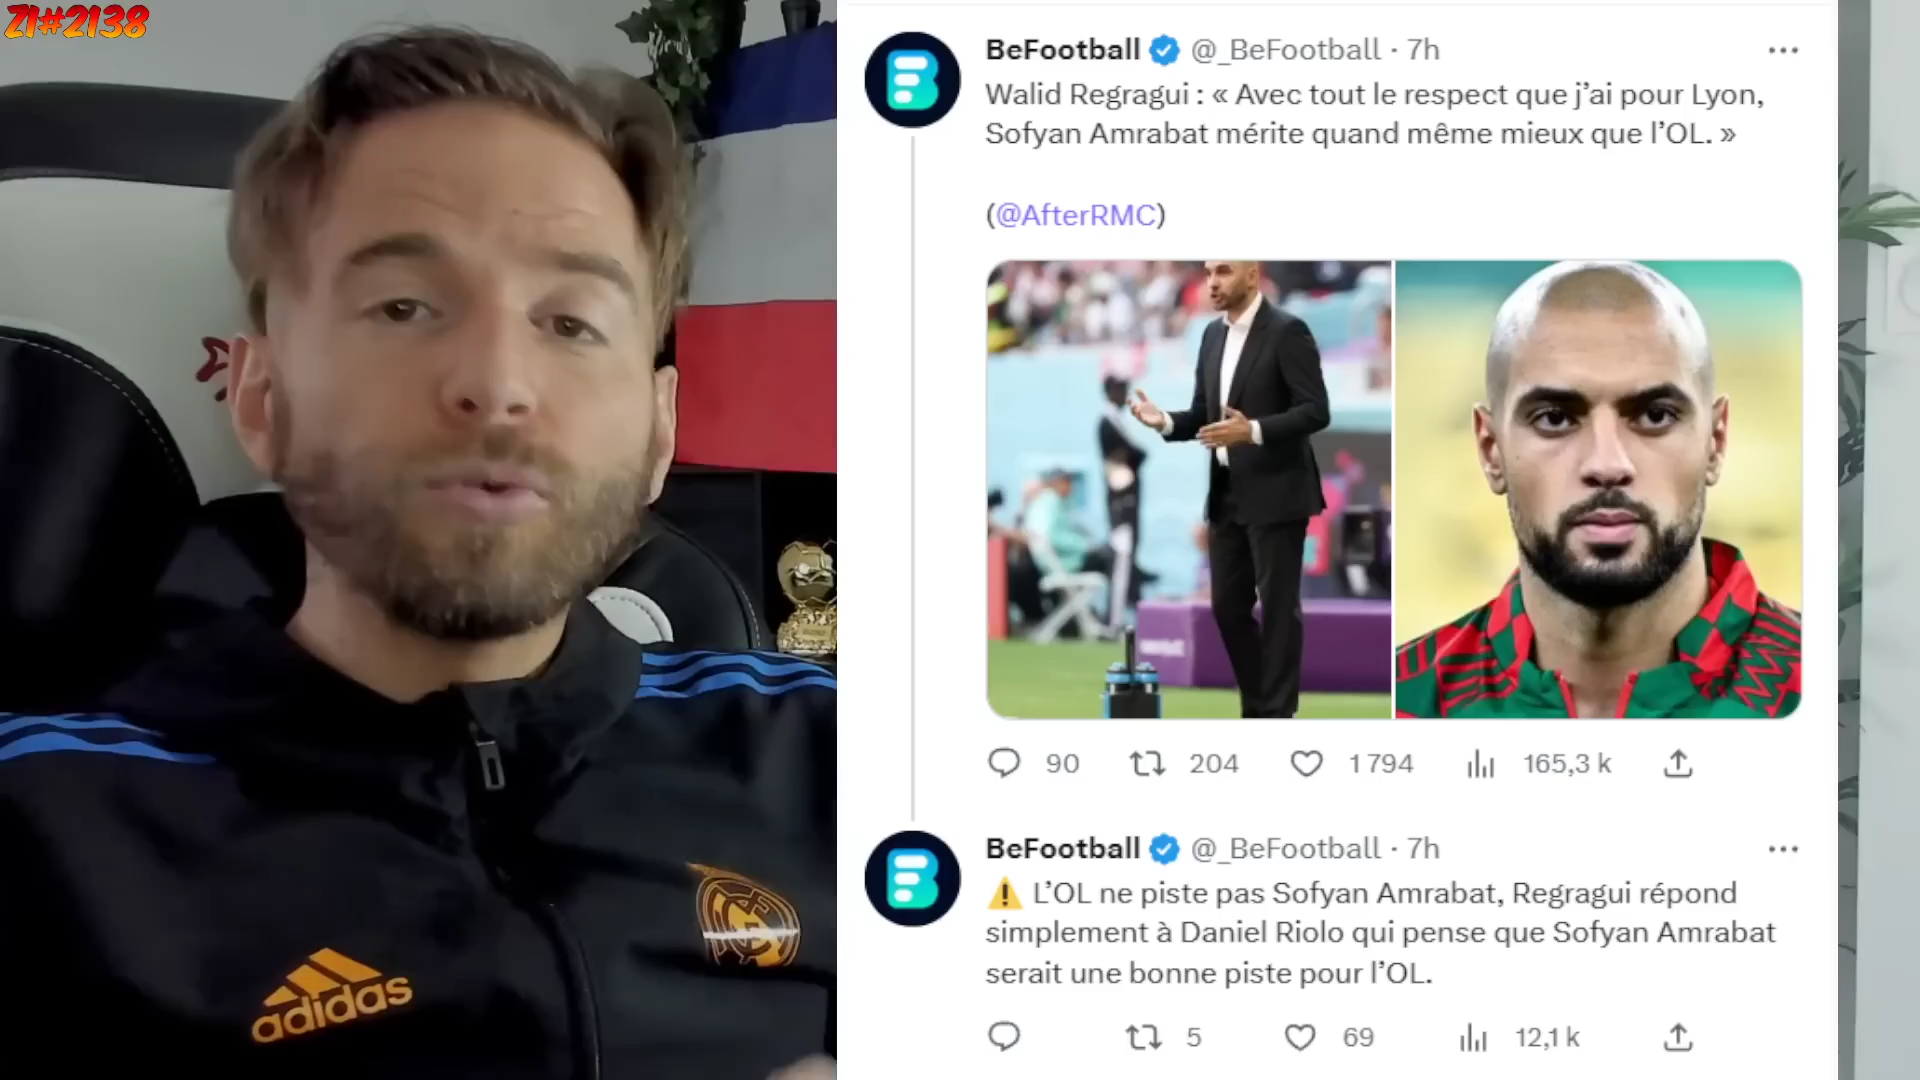 Z1#2138
BeFootball @_BeFootball · 7h
Walid Regragui : « Avec tout le respect que j’ai pour Lyon,
Sofyan Amrabat mérite quand même mieux que l’OL. »
(@AfterRMC)
90 204 1 794 165,3 k
BeFootball @_BeFootball · 7h
⚠️ L’OL ne piste pas Sofyan Amrabat, Regragui répond
simplement à Daniel Riolo qui pense que Sofyan Amrabat
serait une bonne piste pour l’OL.
5 69 12,1 k
adidas